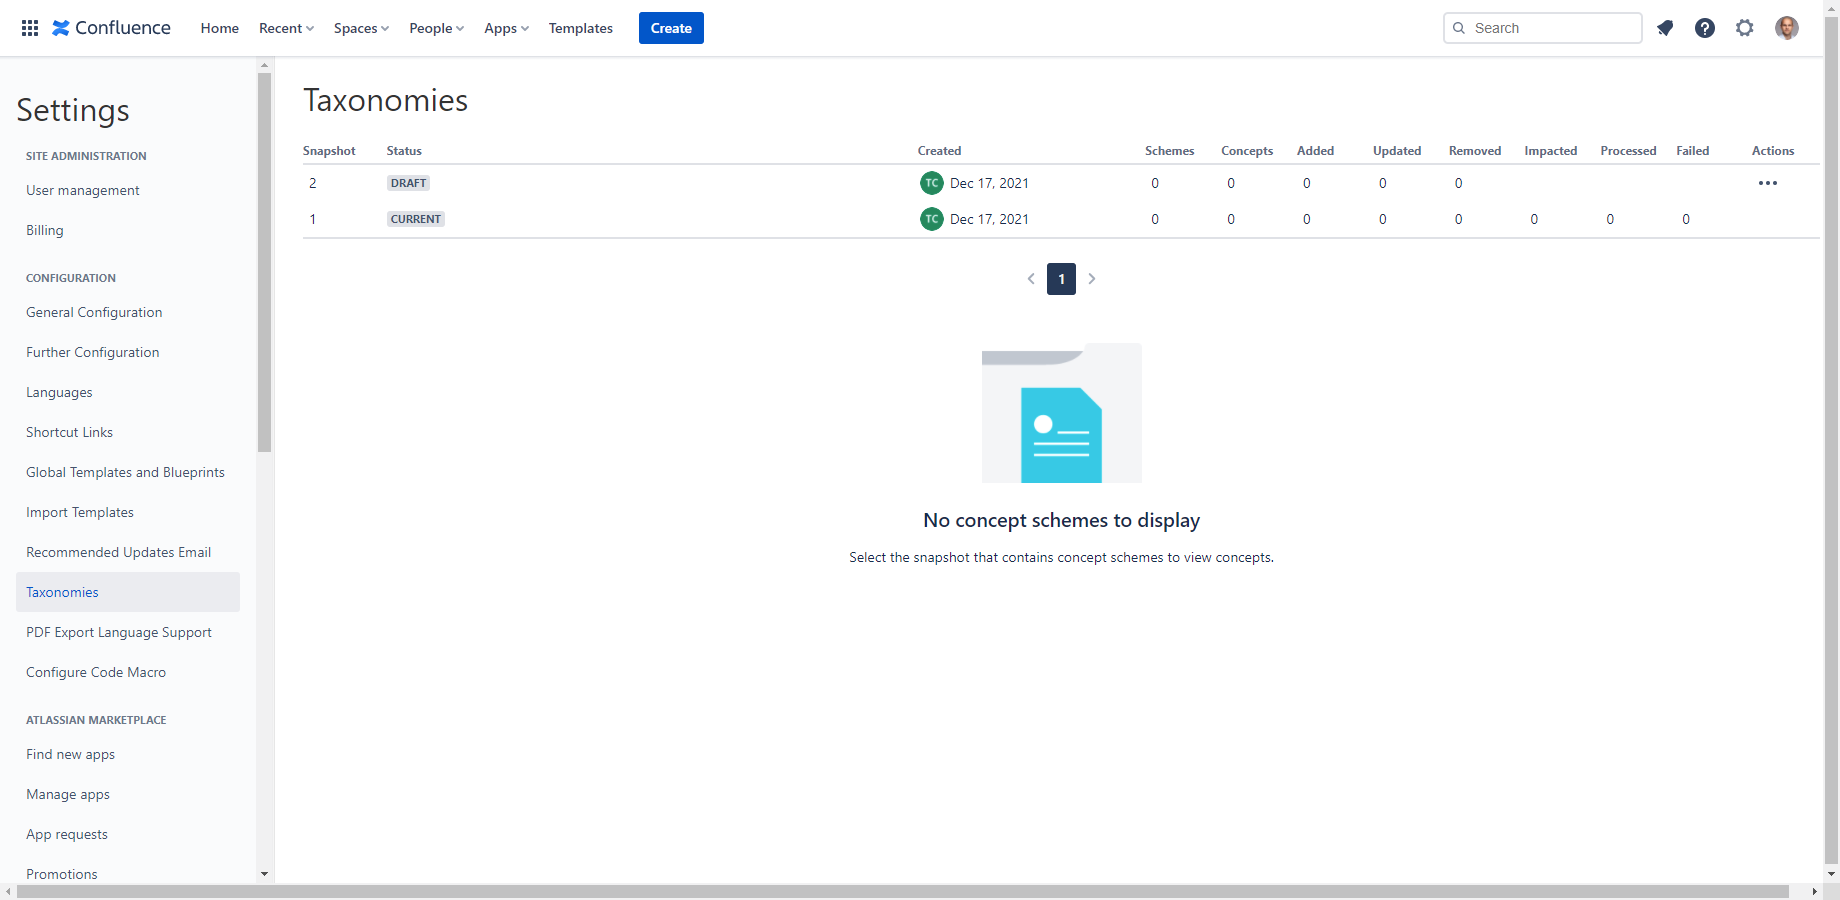 Confluence Home Recent Spaces People Apps Templates Create Search
Settings
SITE ADMINISTRATION
User management
Billing
CONFIGURATION
General Configuration
Further Configuration
Languages
Shortcut Links
Global Templates and Blueprints
Import Templates
Recommended Updates Email
Taxonomies
PDF Export Language Support
Configure Code Macro
ATLASSIAN MARKETPLACE
Find new apps
Manage apps
App requests
Promotions
Taxonomies
Snapshot Status Created Schemes Concepts Added Updated Removed Impacted Processed Failed Actions
2 DRAFT TC Dec 17, 2021 0 0 0 0 0
1 CURRENT TC Dec 17, 2021 0 0 0 0 0 0 0 0
1
No concept schemes to display
Select the snapshot that contains concept schemes to view concepts.